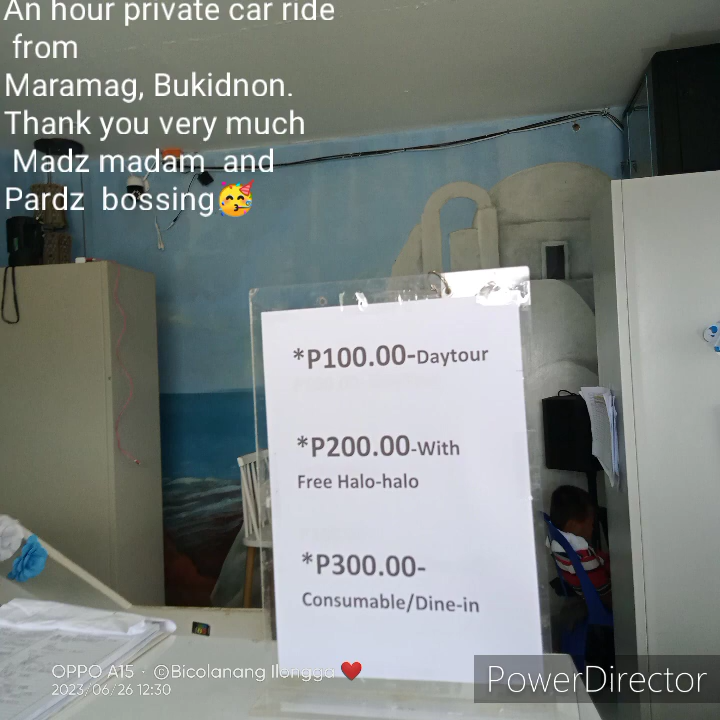 An hour private car ride
from
Maramag, Bukidnon.
Thank you very much
Madz madam and
Pardz bossing🥳
*P100.00-Daytour
*P200.00-With
Free Halo-halo
*P300.00-
Consumable/Dine-in
OPPO A15 · ©Bicolanang Ilongga ❤️
2023/06/26 12:30
PowerDirector